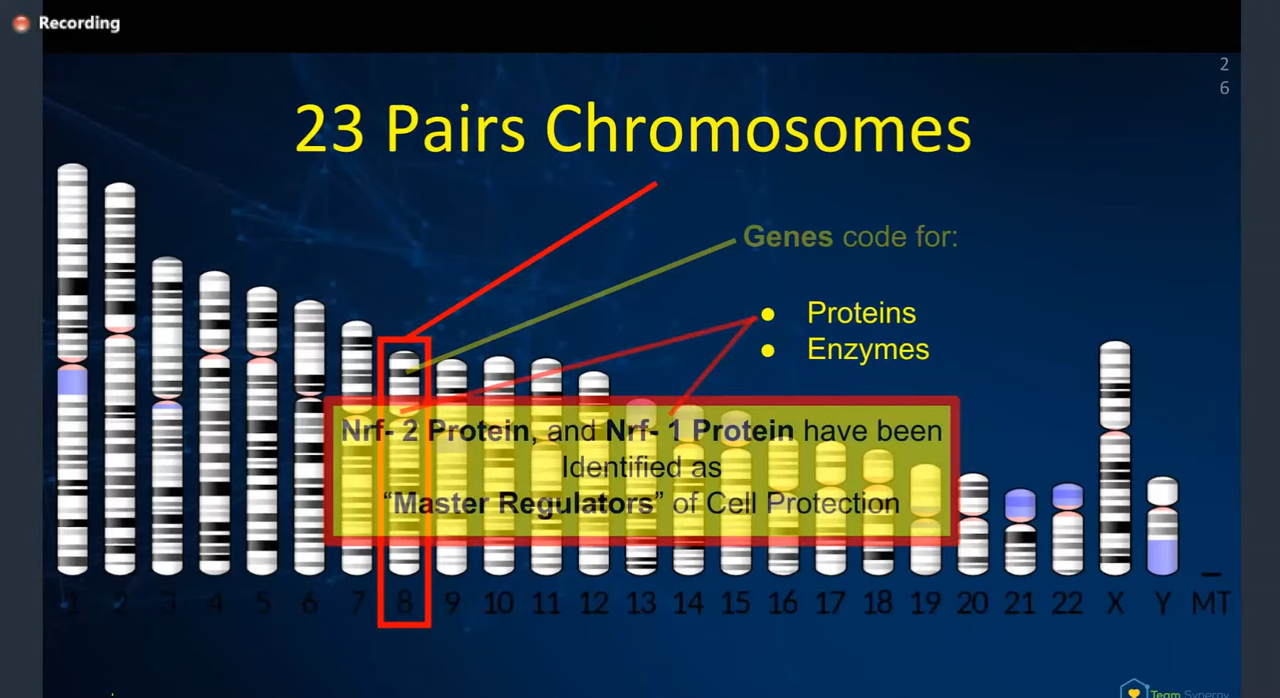 Recording
2
6
23 Pairs Chromosomes
Genes code for:
● Proteins
● Enzymes
Nrf- 2 Protein, and Nrf- 1 Protein have been
Identified as
“Master Regulators” of Cell Protection
1 2 3 4 5 6 7 8 9 10 11 12 13 14 15 16 17 18 19 20 21 22 X Y MT
Team Synergy